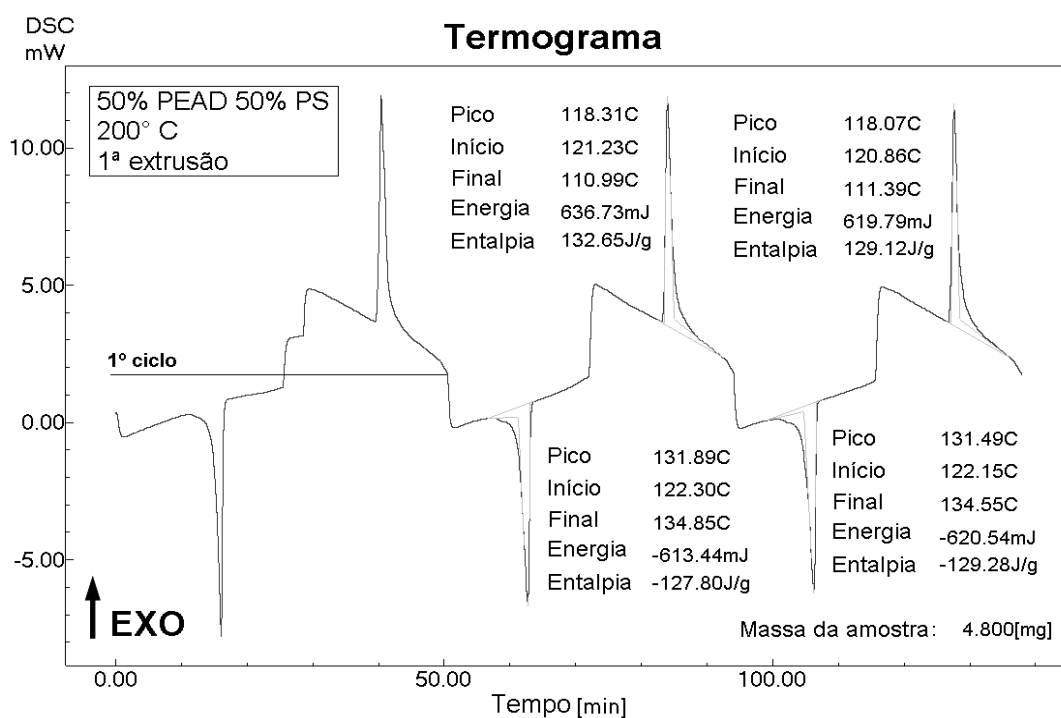 DSC
mW
Termograma
50% PEAD 50% PS
200° C
1ª extrusão
Pico 118.31C
Início 121.23C
Final 110.99C
Energia 636.73mJ
Entalpia 132.65J/g
Pico 118.07C
Início 120.86C
Final 111.39C
Energia 619.79mJ
Entalpia 129.12J/g
10.00
5.00
0.00
-5.00
1º ciclo
Pico 131.89C
Início 122.30C
Final 134.85C
Energia -613.44mJ
Entalpia -127.80J/g
Pico 131.49C
Início 122.15C
Final 134.55C
Energia -620.54mJ
Entalpia -129.28J/g
EXO
Massa da amostra: 4.800[mg]
0.00 50.00 100.00
Tempo [min]